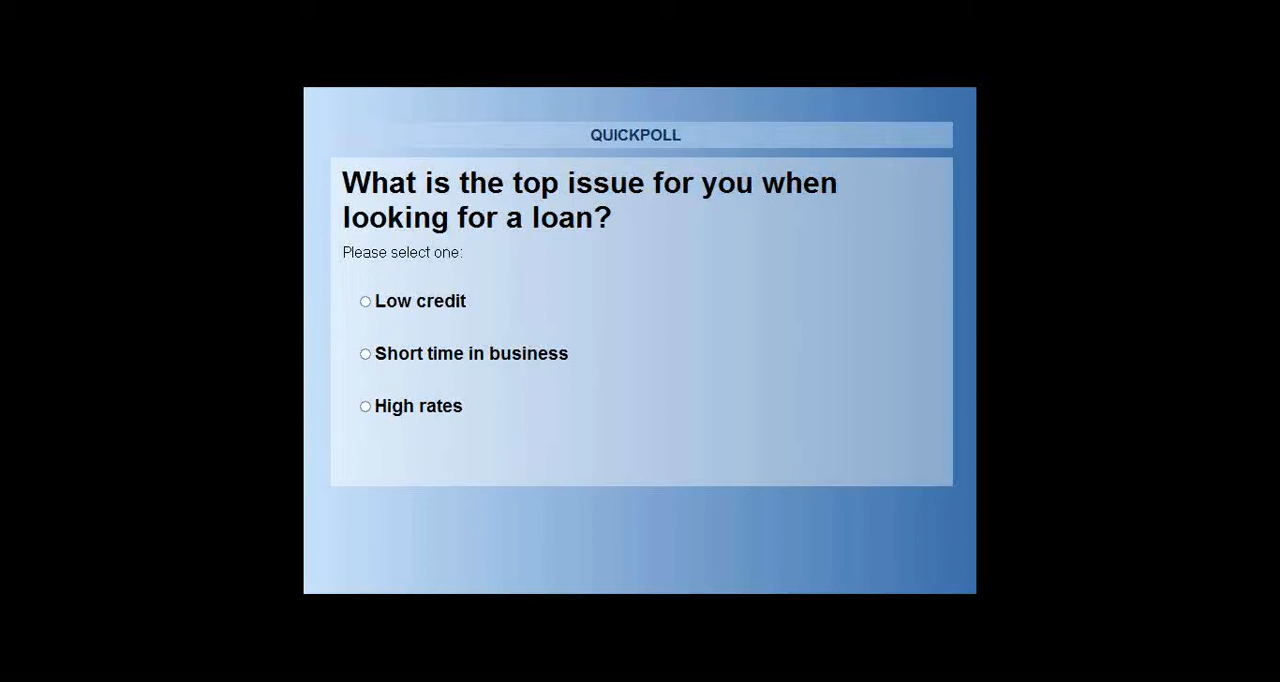 QUICKPOLL
What is the top issue for you when
looking for a loan?
Please select one:
Low credit
Short time in business
High rates